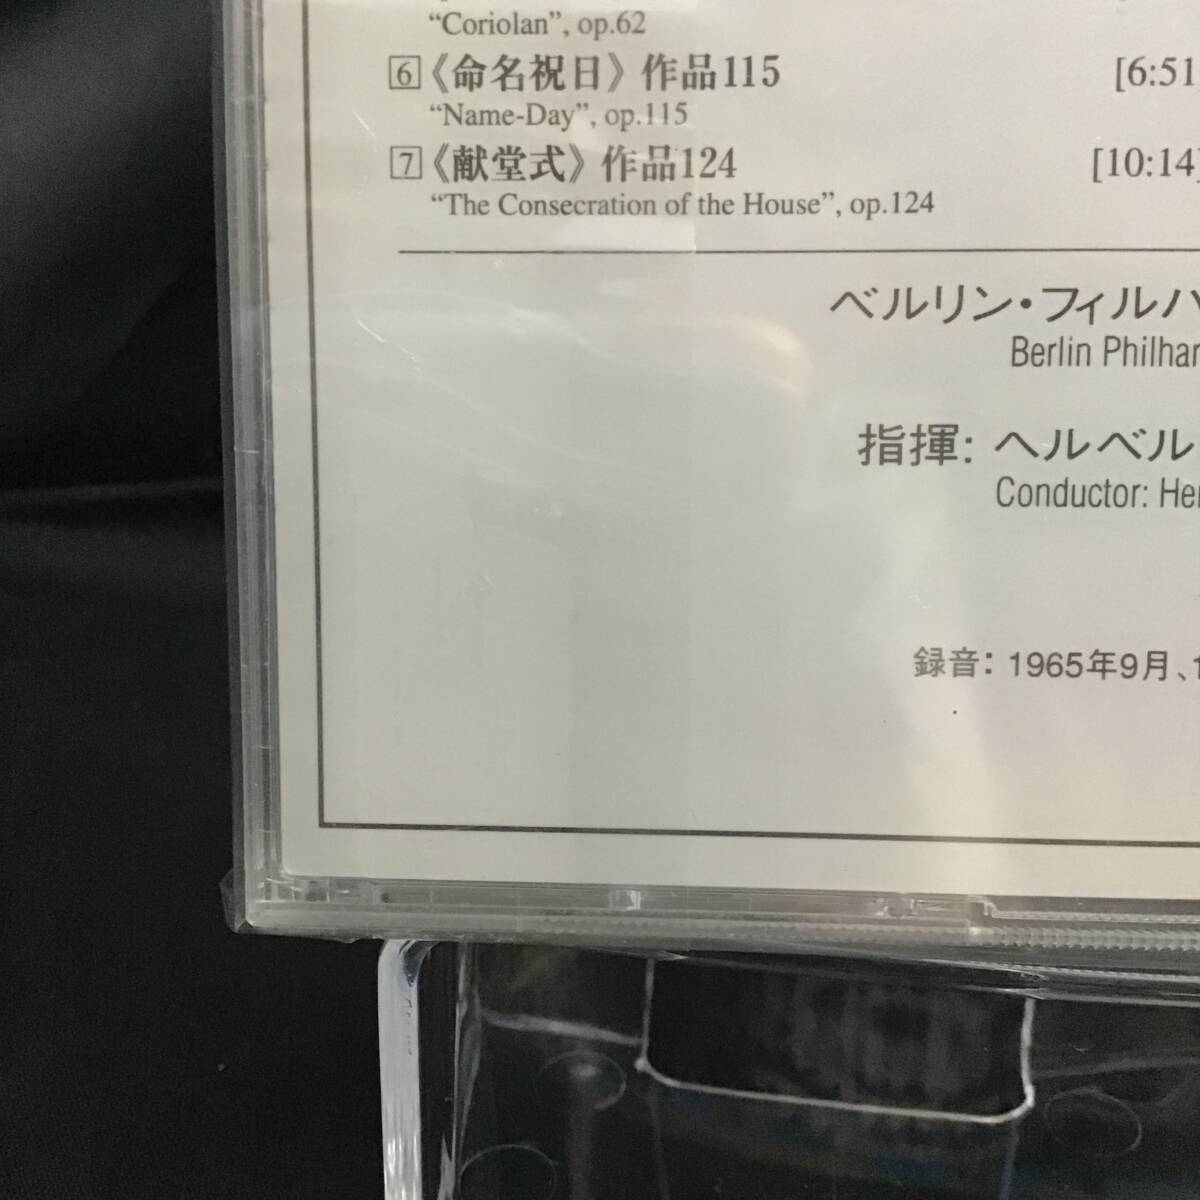 "Coriolan", op.62
6 《命名祝日》 作品115 [6:51
"Name-Day", op.115
7 《献堂式》 作品124 [10:14]
"The Consecration of the House", op.124
ベルリン・フィルハ
Berlin Philhar
指揮: ヘルベル
Conductor: Her
録音: 1965年9月、1